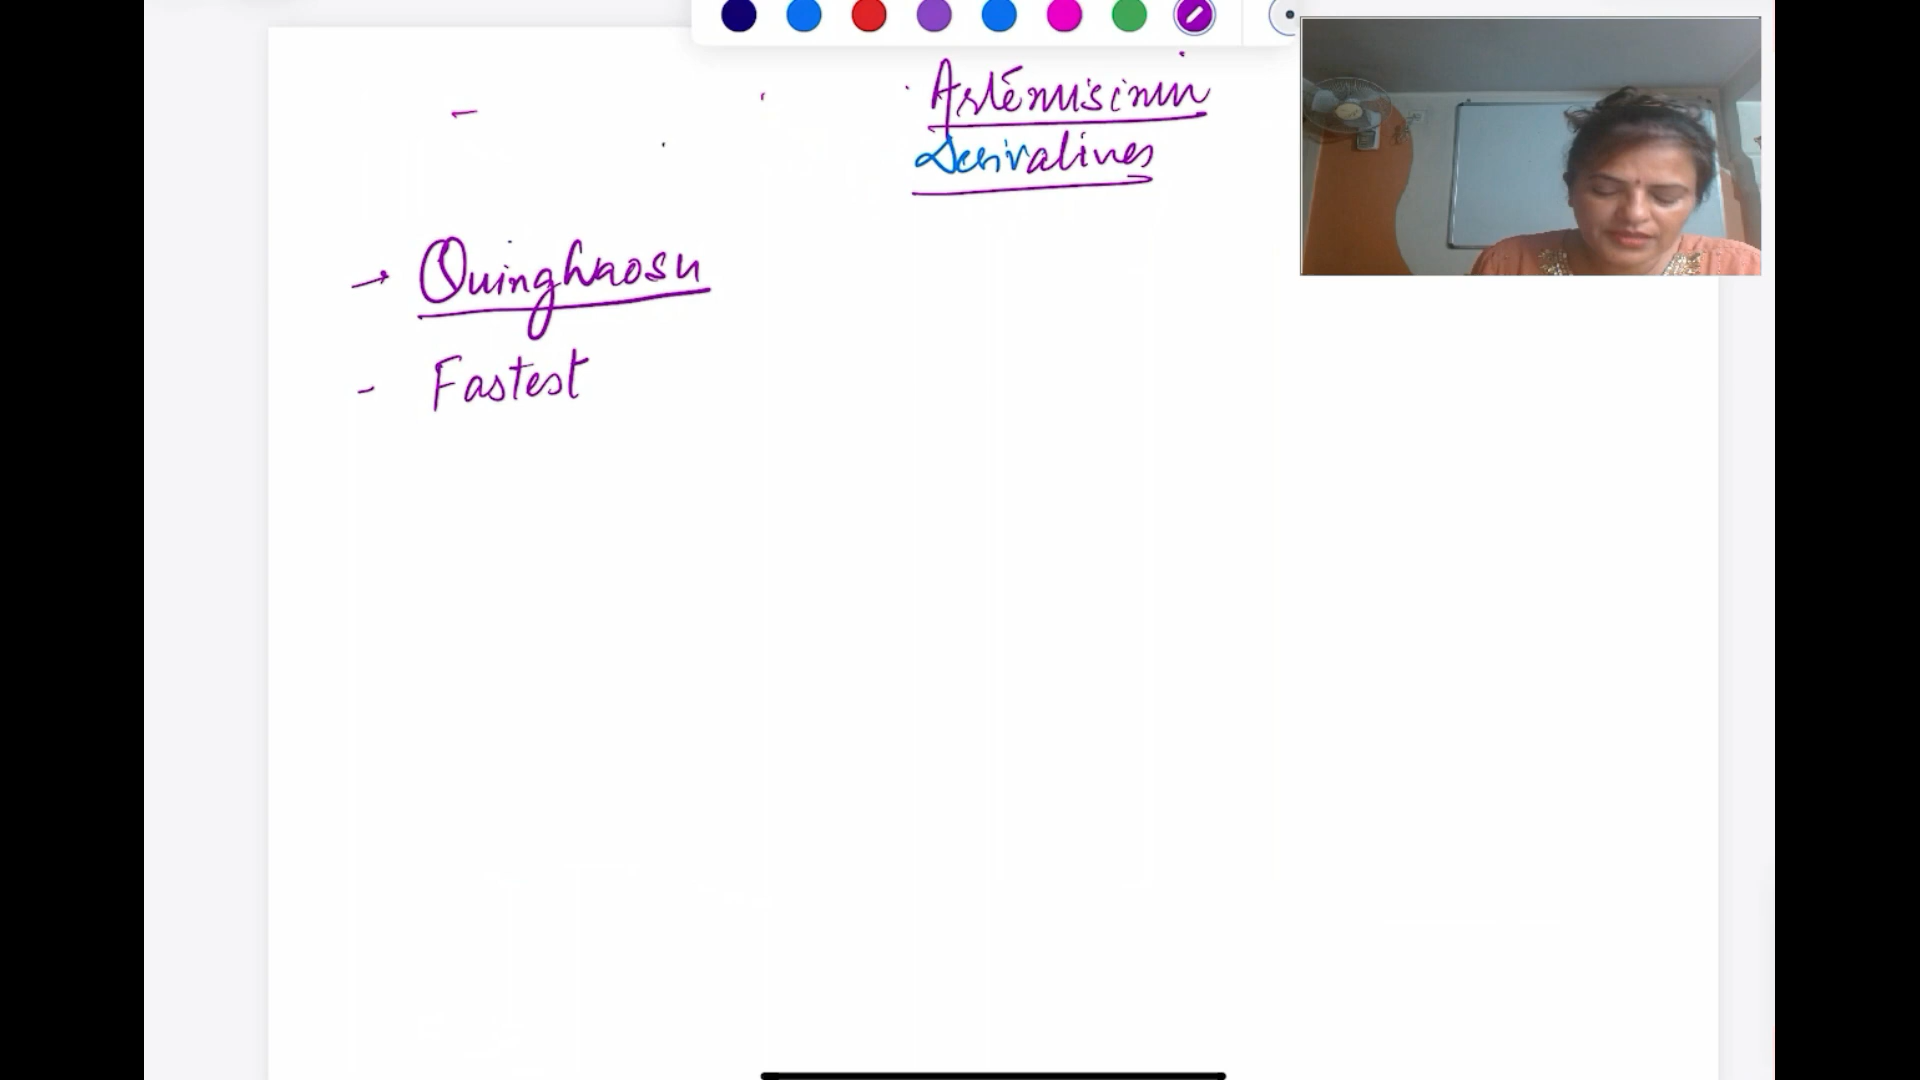 Artemisinin
Derivatives
→ Quinghaosu
- Fastest